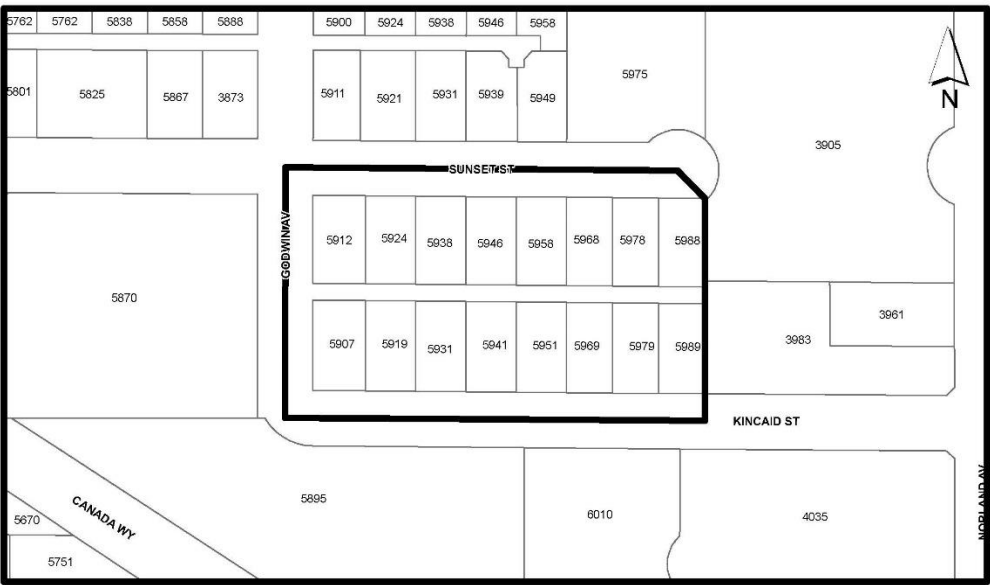 5762 5762 5838 5858 5888 5900 5924 5938 5946 5958
5801 5825 5867 3873 5911 5921 5931 5939 5949 5975
N
3905
SUNSET ST
GODWIN AV
5912 5924 5938 5946 5958 5968 5978 5988
5870
3961
5907 5919 5931 5941 5951 5969 5979 5989 3983
KINCAID ST
5895
CANADA WY
5670
6010
4035
NORLAND AV
5751